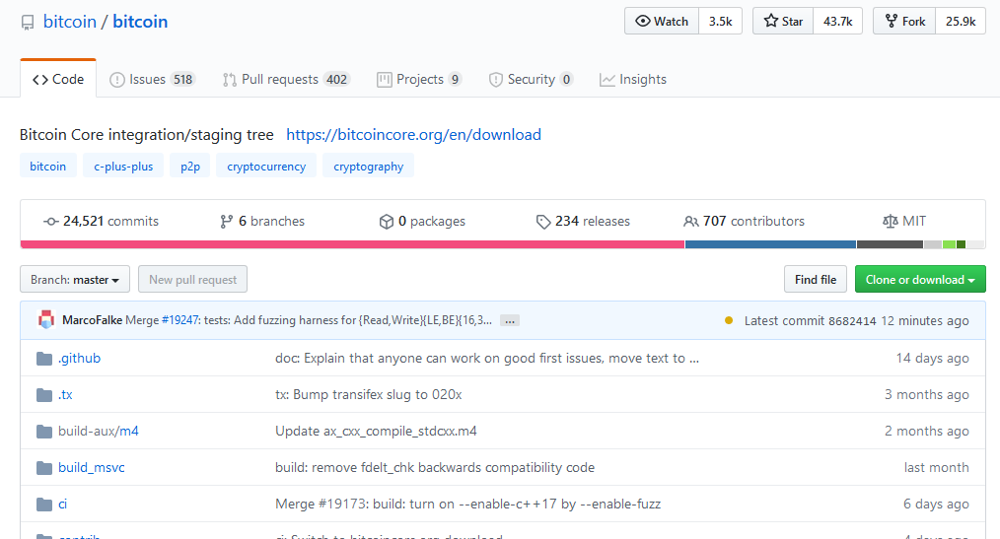 bitcoin / bitcoin Watch 3.5k Star 43.7k Fork 25.9k
Code Issues 518 Pull requests 402 Projects 9 Security 0 Insights
Bitcoin Core integration/staging tree https://bitcoincore.org/en/download
bitcoin c-plus-plus p2p cryptocurrency cryptography
24,521 commits 6 branches 0 packages 234 releases 707 contributors MIT
Branch: master New pull request Find file Clone or download
MarcoFalke Merge #19247: tests: Add fuzzing harness for {Read,Write}{LE,BE}{16,3... ... Latest commit 8682414 12 minutes ago
.github doc: Explain that anyone can work on good first issues, move text to ... 14 days ago
.tx tx: Bump transifex slug to 020x 3 months ago
build-aux/m4 Update ax_cxx_compile_stdcxx.m4 2 months ago
build_msvc build: remove fdelt_chk backwards compatibility code last month
ci Merge #19173: build: turn on --enable-c++17 by --enable-fuzz 6 days ago